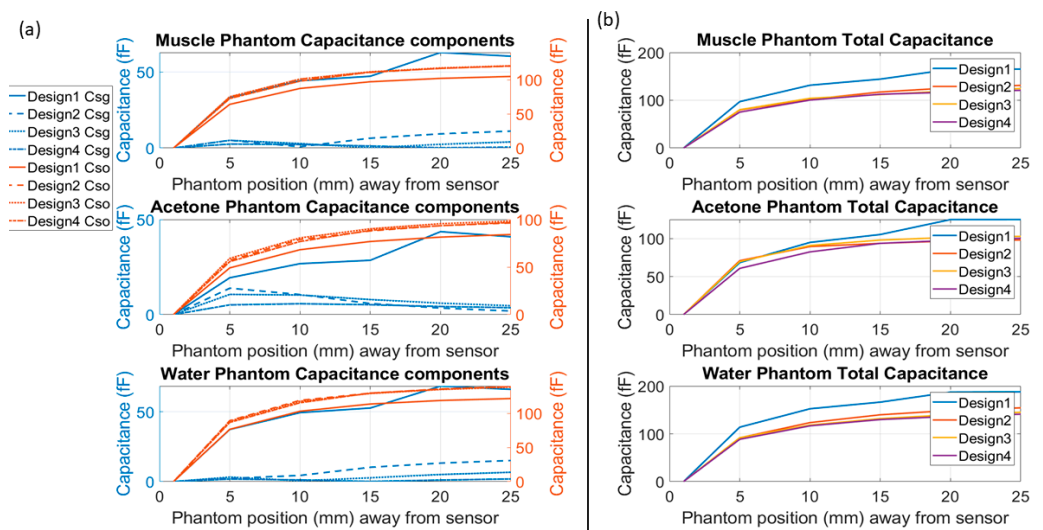 (a)
Muscle Phantom Capacitance components
Capacitance (fF)
50
0
100
50
0
Capacitance (fF)
5 10 15 20 25
Phantom position (mm) away from sensor
Design1 Csg
Design2 Csg
Design3 Csg
Design4 Csg
Design1 Cso
Design2 Cso
Design3 Cso
Design4 Cso
Acetone Phantom Capacitance components
Capacitance (fF)
50
0
100
50
0
Capacitance (fF)
5 10 15 20 25
Phantom position (mm) away from sensor
Water Phantom Capacitance components
Capacitance (fF)
50
0
100
50
0
Capacitance (fF)
5 10 15 20 25
Phantom position (mm) away from sensor
(b)
Muscle Phantom Total Capacitance
Capacitance (fF)
200
100
0
Design1
Design2
Design3
Design4
0 5 10 15 20 25
Phantom position (mm) away from sensor
Acetone Phantom Total Capacitance
Capacitance (fF)
100
50
0
Design1
Design2
Design3
Design4
0 5 10 15 20 25
Phantom position (mm) away from sensor
Water Phantom Total Capacitance
Capacitance (fF)
200
100
0
Design1
Design2
Design3
Design4
0 5 10 15 20 25
Phantom position (mm) away from sensor